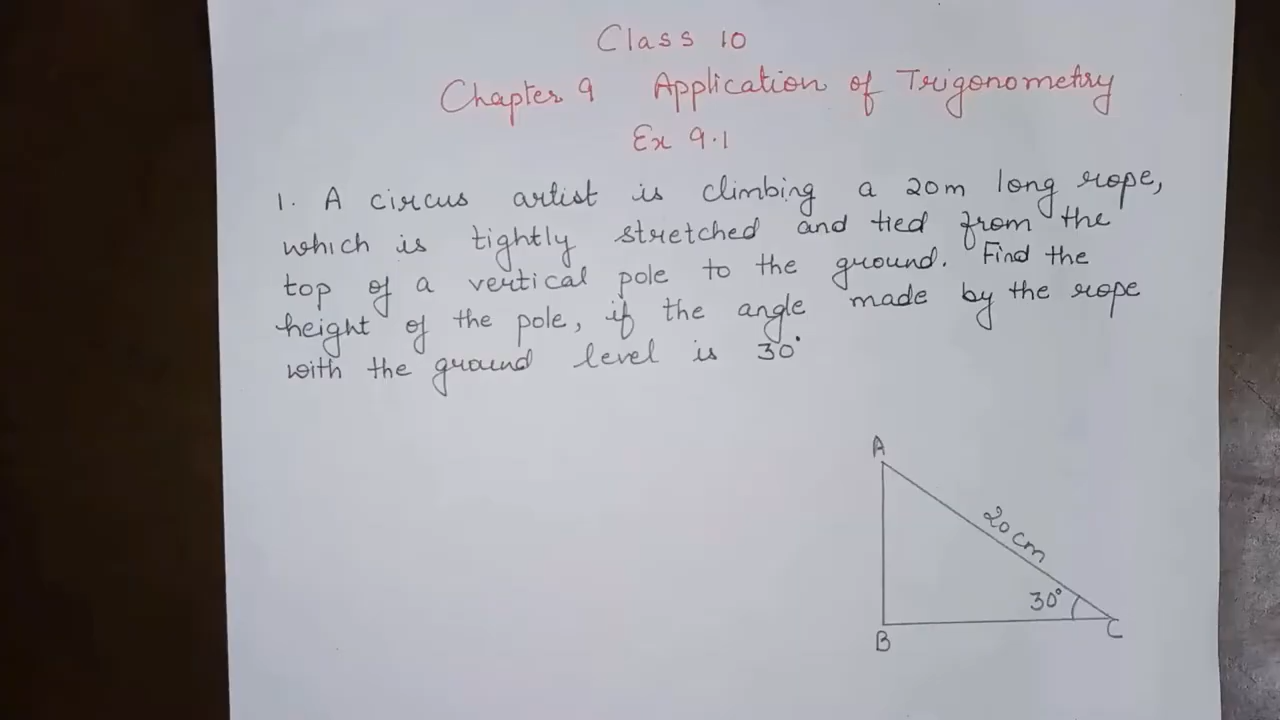 Class 10
Chapter 9 Application of Trigonometry
Ex 9.1
1. A circus artist is climbing a 20m long rope,
which is tightly stretched and tied from the
top of a vertical pole to the ground. Find the
height of the pole, if the angle made by the rope
with the ground level is 30°
A
20cm
30°
B
C